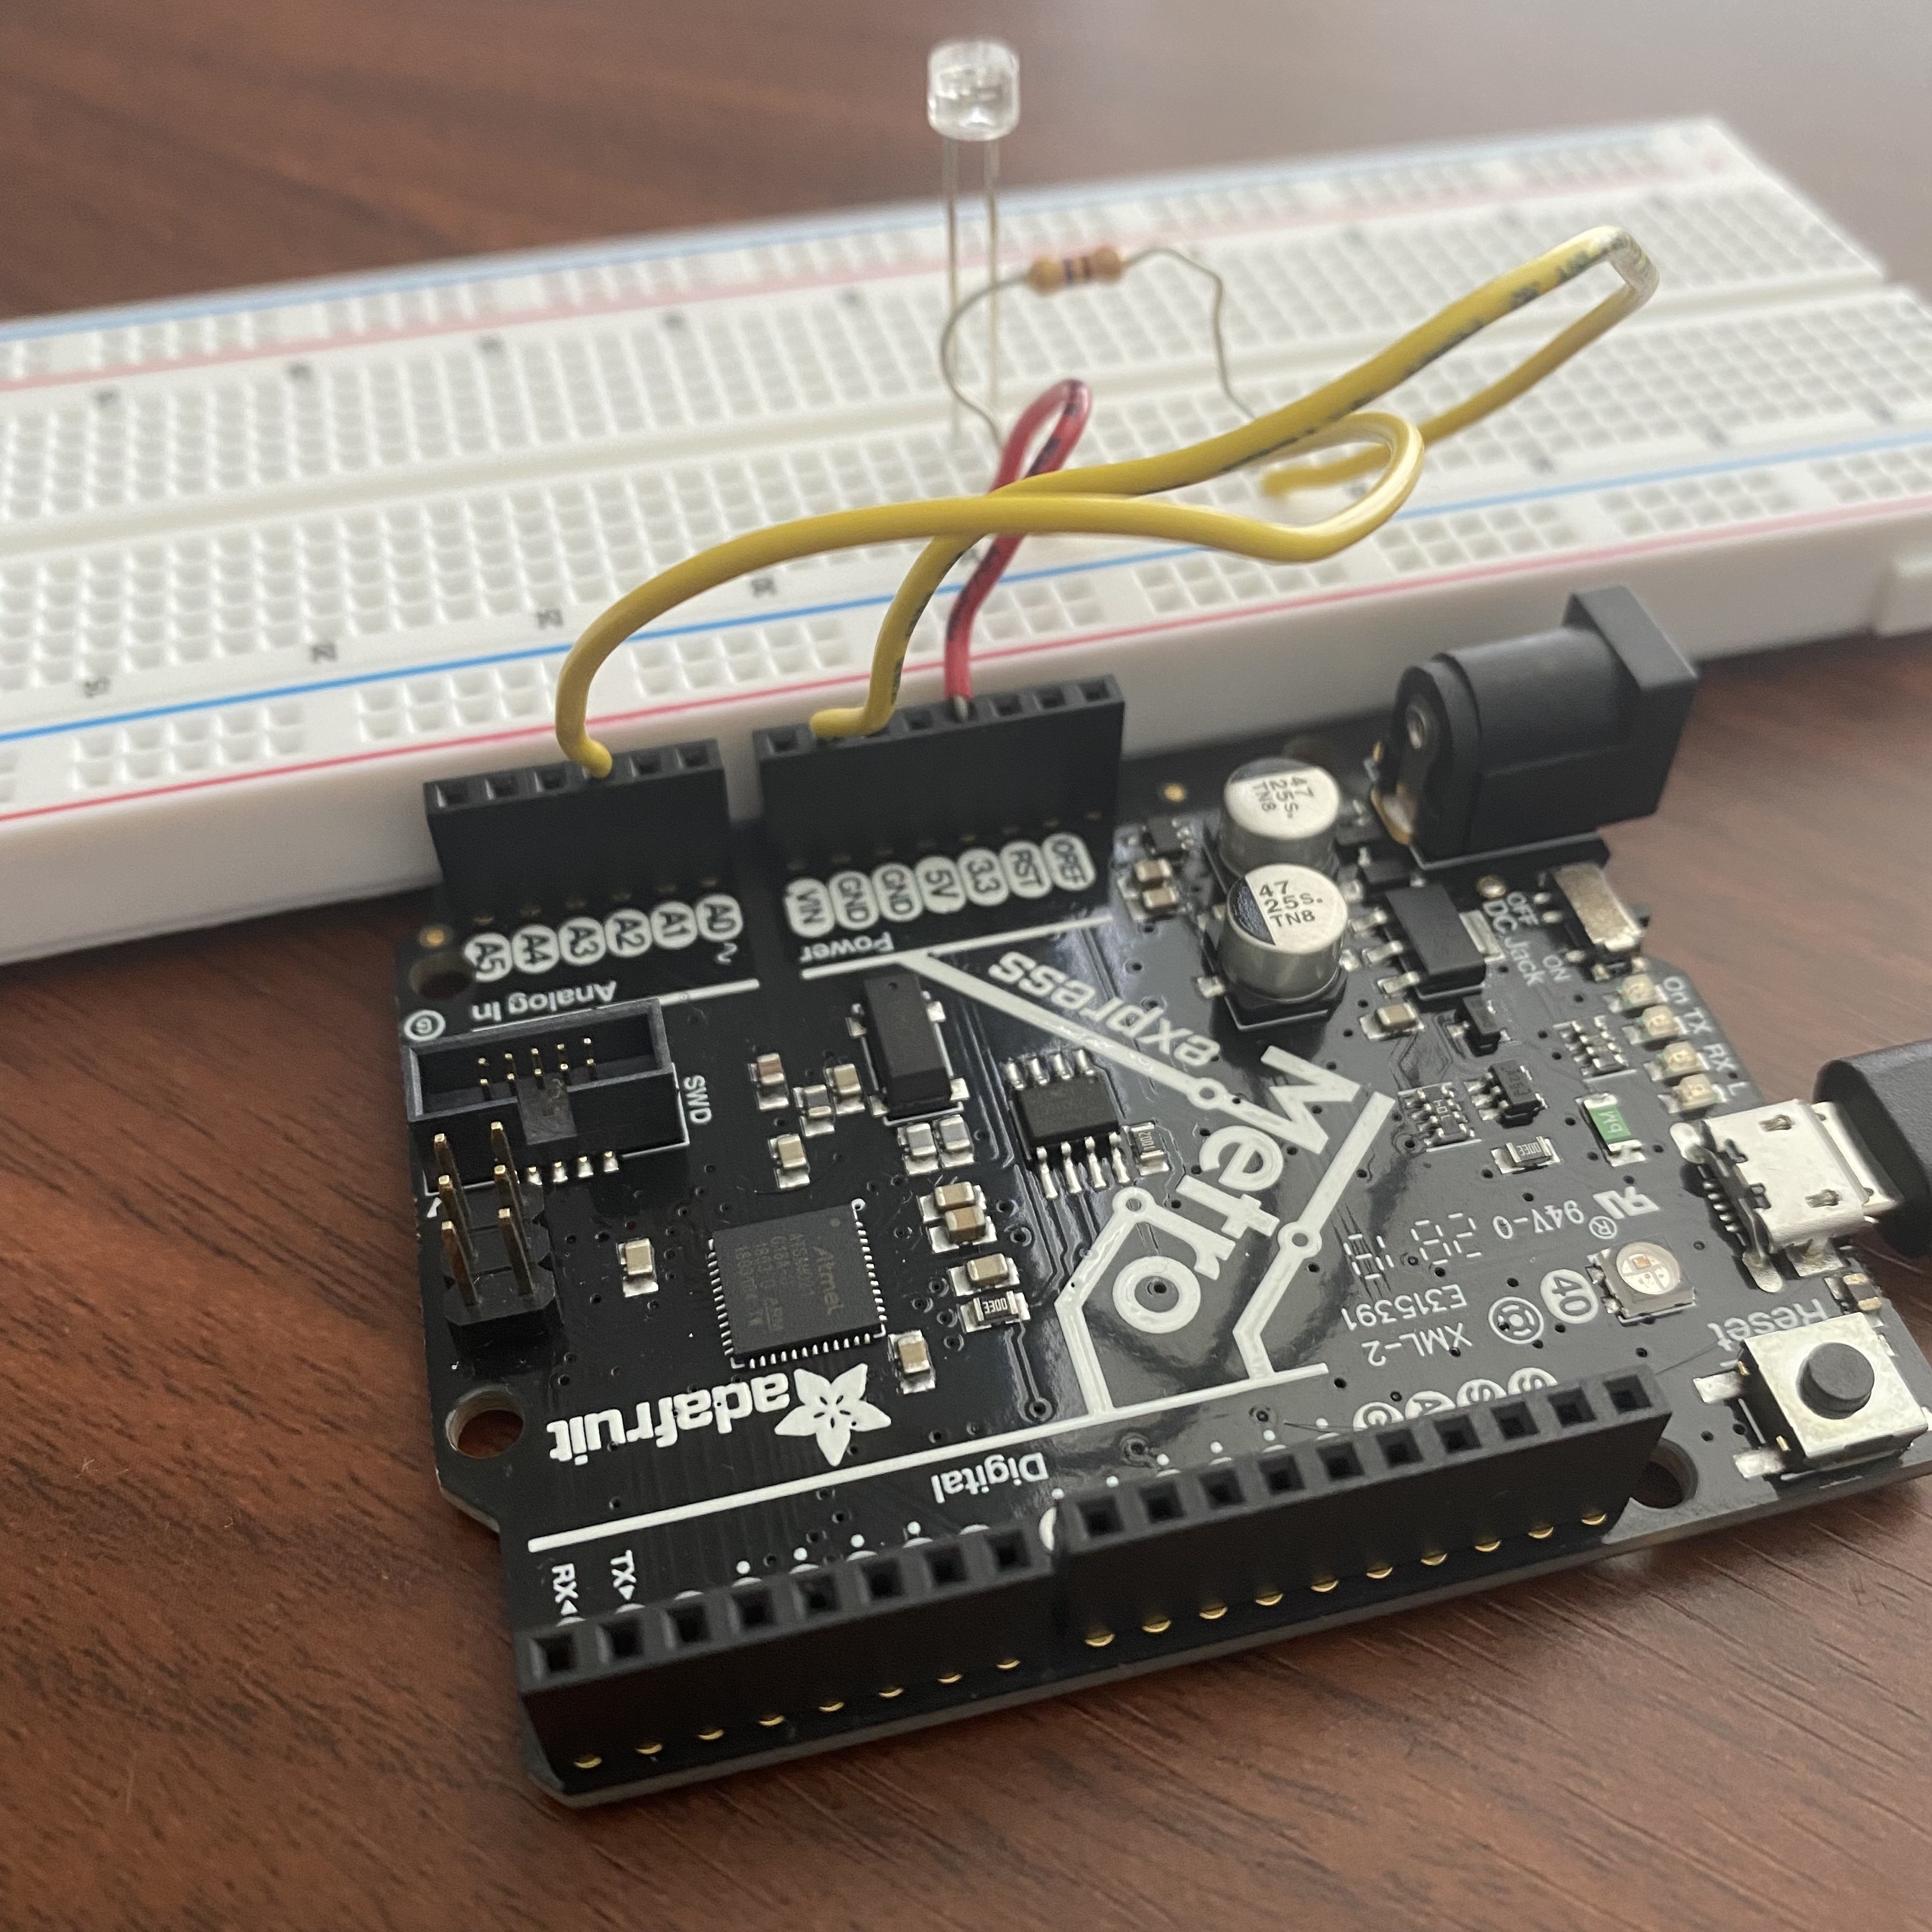 47
25S.
TN8
47
25S.
TN8
VIN
GND
GND
5V
3.3
RST
Power
A5
A4
A3
A2
A1
A0
Analog In
SWD
OFF
DC Jack
ON
On TX RX L
Metro
express
Atmel
94V-0
E315391
XML-2
40
Reset
adafruit
Digital
TX▸
RX◂